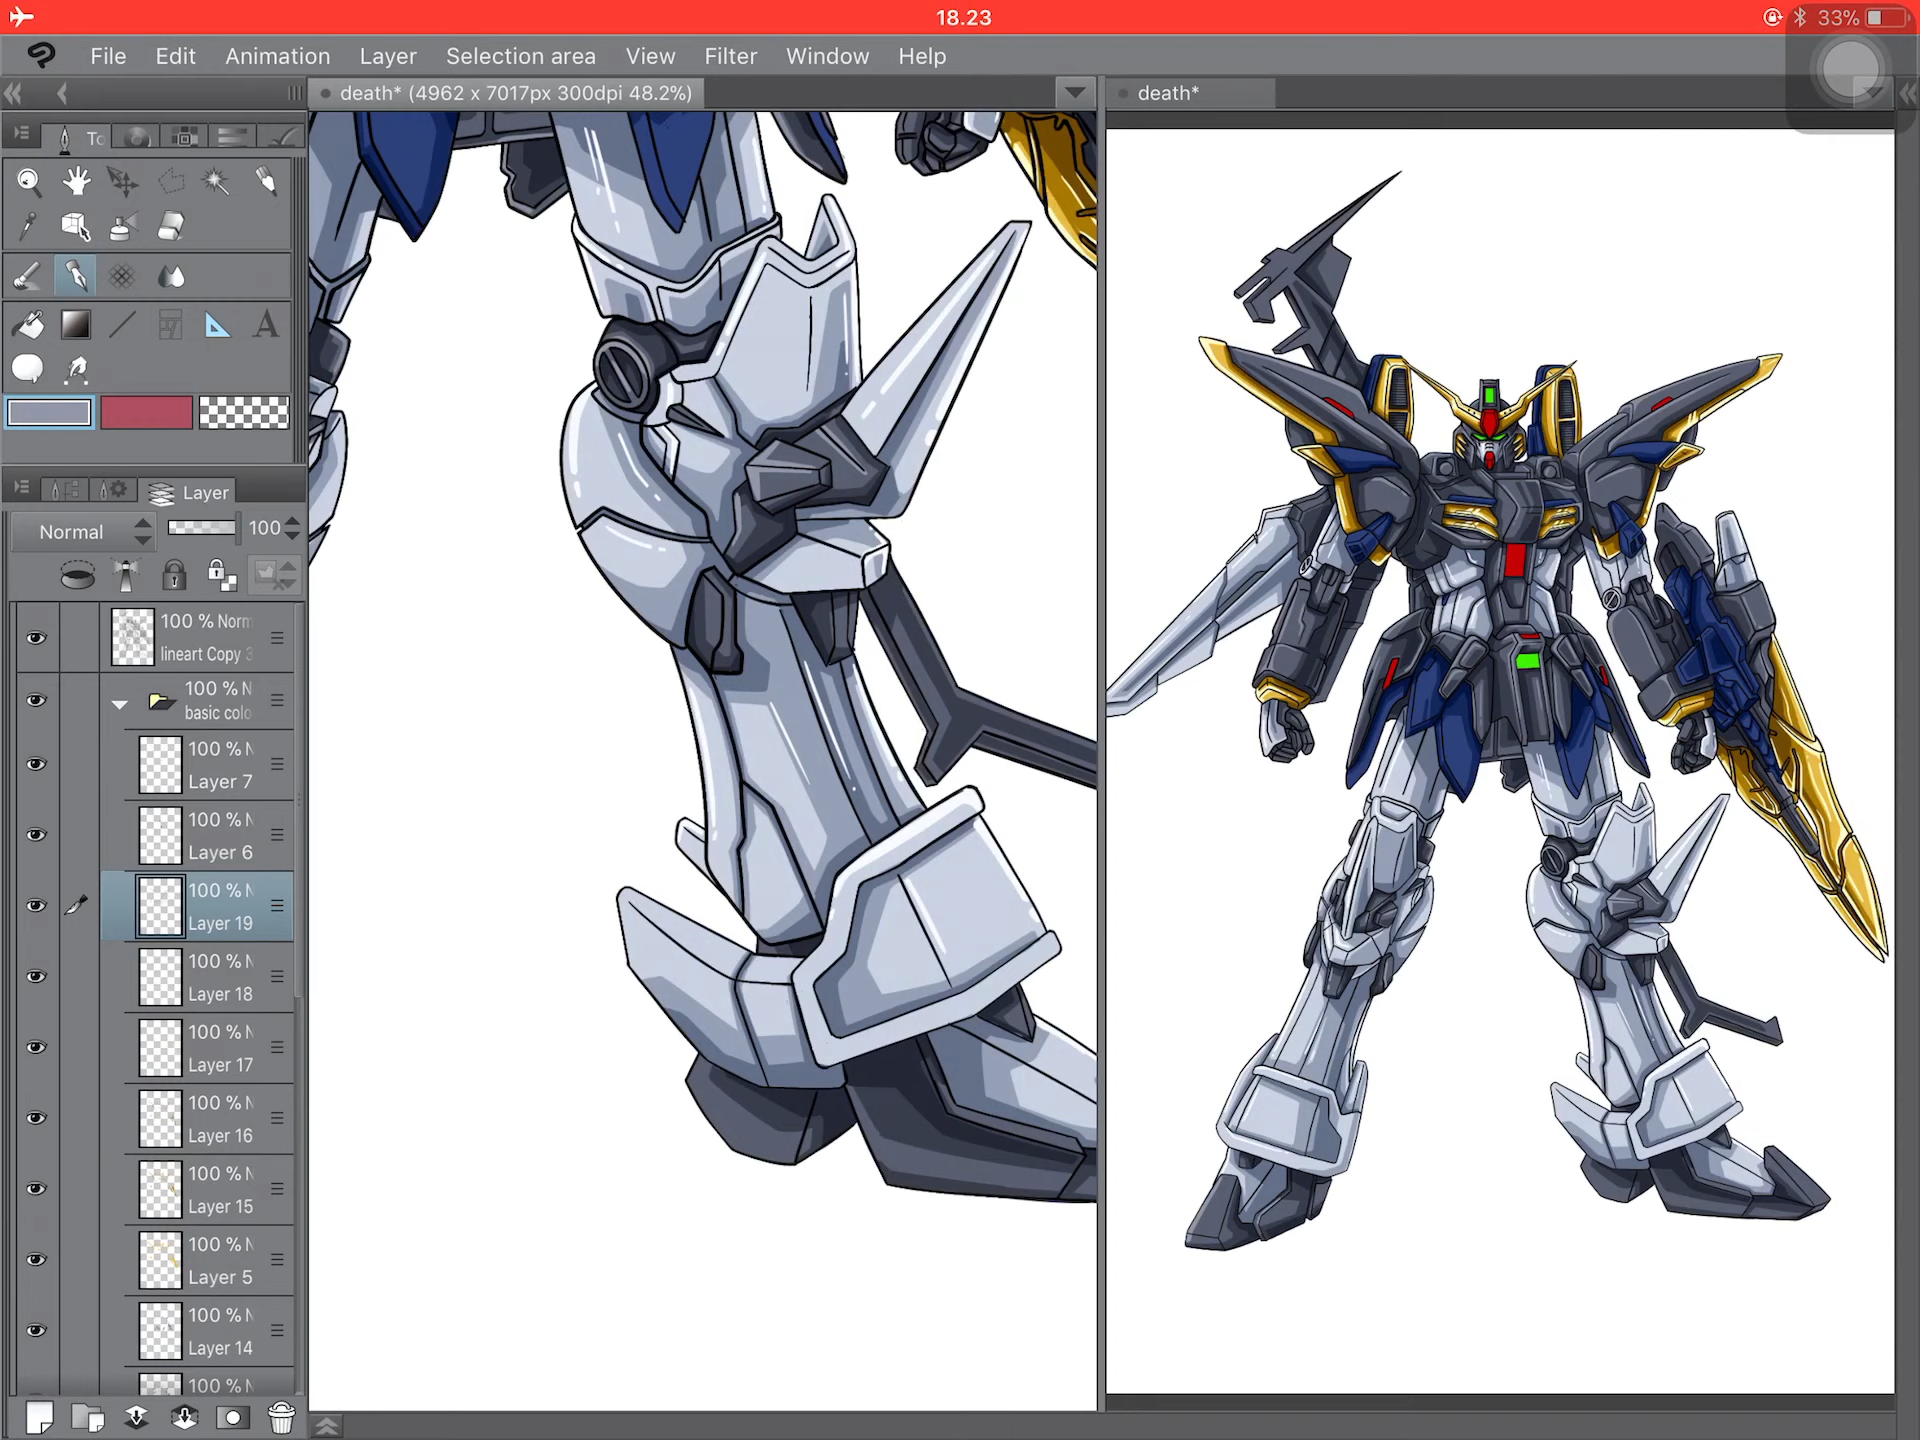 18.23
33%
File Edit Animation Layer Selection area View Filter Window Help
death* (4962 x 7017px 300dpi 48.2%)
death*
To
Layer
Normal
100
100 % Norm
lineart Copy 3
100 % N
basic colo
100 % N
Layer 7
100 % N
Layer 6
100 % N
Layer 19
100 % N
Layer 18
100 % N
Layer 17
100 % N
Layer 16
100 % N
Layer 15
100 % N
Layer 5
100 % N
Layer 14
100 % N